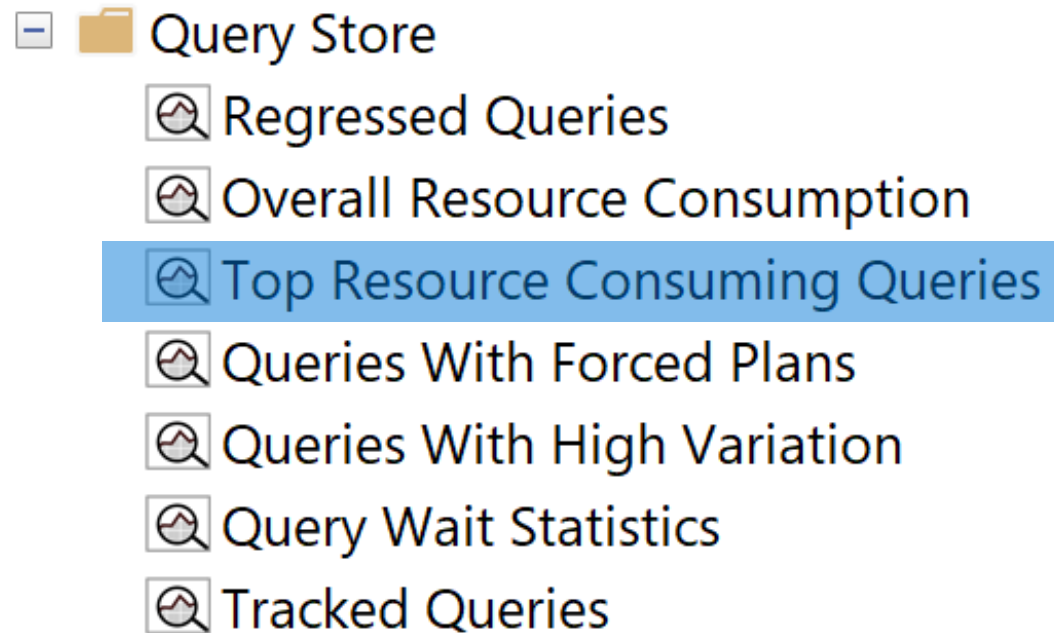 Query Store
Regressed Queries
Overall Resource Consumption
Top Resource Consuming Queries
Queries With Forced Plans
Queries With High Variation
Query Wait Statistics
Tracked Queries